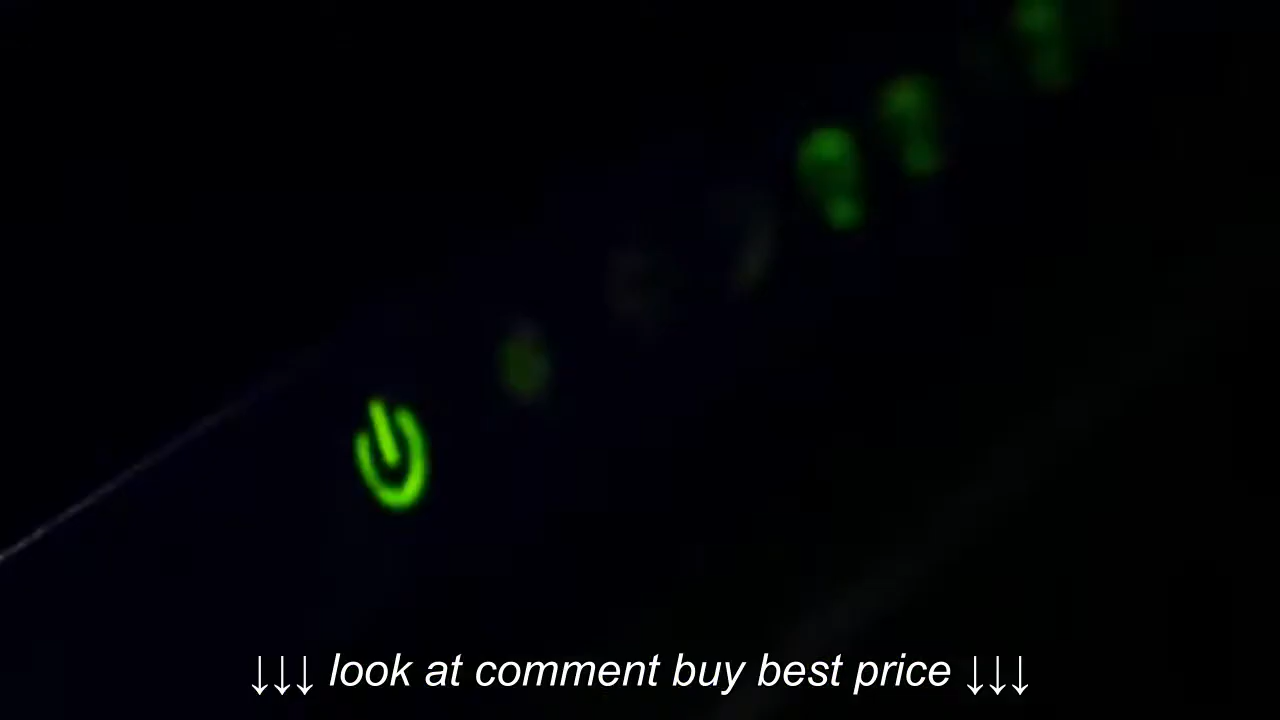 ↓↓↓ look at comment buy best price ↓↓↓